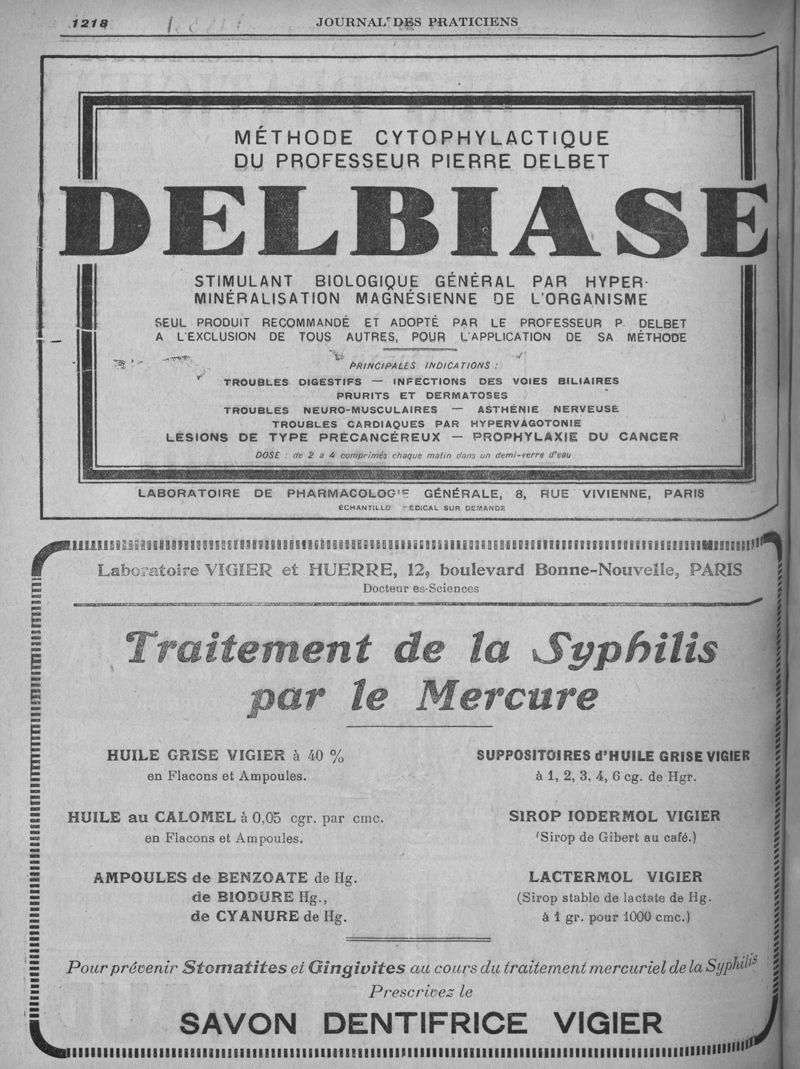 1218
JOURNAL DES PRATICIENS
MÉTHODE CYTOPHYLACTIQUE
DU PROFESSEUR PIERRE DELBET
DELBIASE
STIMULANT BIOLOGIQUE GÉNÉRAL PAR HYPER-
MINÉRALISATION MAGNÉSIENNE DE L'ORGANISME
SEUL PRODUIT RECOMMANDÉ ET ADOPTÉ PAR LE PROFESSEUR P. DELBET
A L'EXCLUSION DE TOUS AUTRES, POUR L'APPLICATION DE SA MÉTHODE
PRINCIPALES INDICATIONS :
TROUBLES DIGESTIFS — INFECTIONS DES VOIES BILIAIRES
PRURITS ET DERMATOSES
TROUBLES NEURO-MUSCULAIRES — ASTHÉNIE NERVEUSE
TROUBLES CARDIAQUES PAR HYPERVAGOTONIE
LÉSIONS DE TYPE PRÉCANCÉREUX — PROPHYLAXIE DU CANCER
DOSE : de 2 a 4 comprimés chaque matin dans un demi-verre d'eau
LABORATOIRE DE PHARMACOLOGIE GÉNÉRALE, 8, RUE VIVIENNE, PARIS
ÉCHANTILLO ÉDICAL SUR DEMANDE
Laboratoire VIGIER et HUERRE, 12, boulevard Bonne-Nouvelle, PARIS
Docteur ès-Sciences
Traitement de la Syphilis
par le Mercure
HUILE GRISE VIGIER à 40 %
en Flacons et Ampoules.
HUILE au CALOMEL à 0,05 cgr. par cmc.
en Flacons et Ampoules.
AMPOULES de BENZOATE de Hg.
de BIODURE Hg.,
de CYANURE de Hg.
SUPPOSITOIRES d'HUILE GRISE VIGIER
à 1, 2, 3, 4, 6 cg. de Hgr.
SIROP IODERMOL VIGIER
(Sirop de Gibert au café.)
LACTERMOL VIGIER
(Sirop stable de lactate de Hg.
à 1 gr. pour 1000 cmc.)
Pour prévenir Stomatites et Gingivites au cours du traitement mercuriel de la Syphilis
Prescrivez le
SAVON DENTIFRICE VIGIER